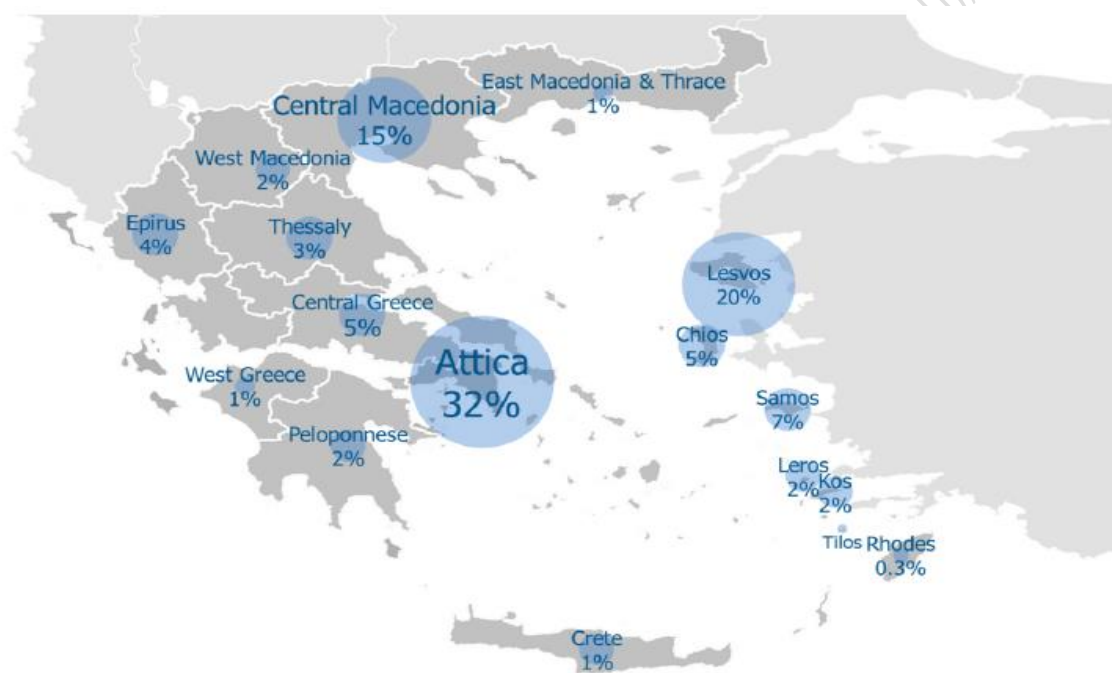 East Macedonia & Thrace
1%
Central Macedonia
15%
West Macedonia
2%
Epirus
4%
Thessaly
3%
Lesvos
20%
Central Greece
5%
Chios
5%
Attica
32%
West Greece
1%
Samos
7%
Peloponnese
2%
Leros
2%
Kos
2%
Tilos
Rhodes
0.3%
Crete
1%